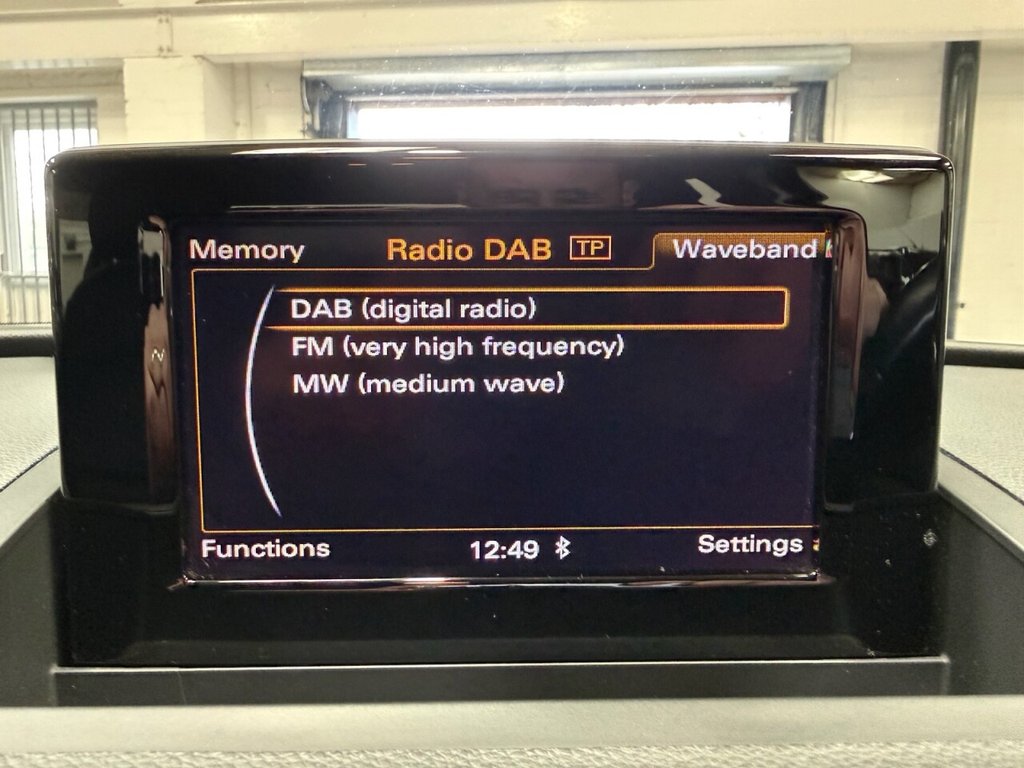 Memory Radio DAB TP Waveband
DAB (digital radio)
FM (very high frequency)
MW (medium wave)
Functions 12:49 Settings